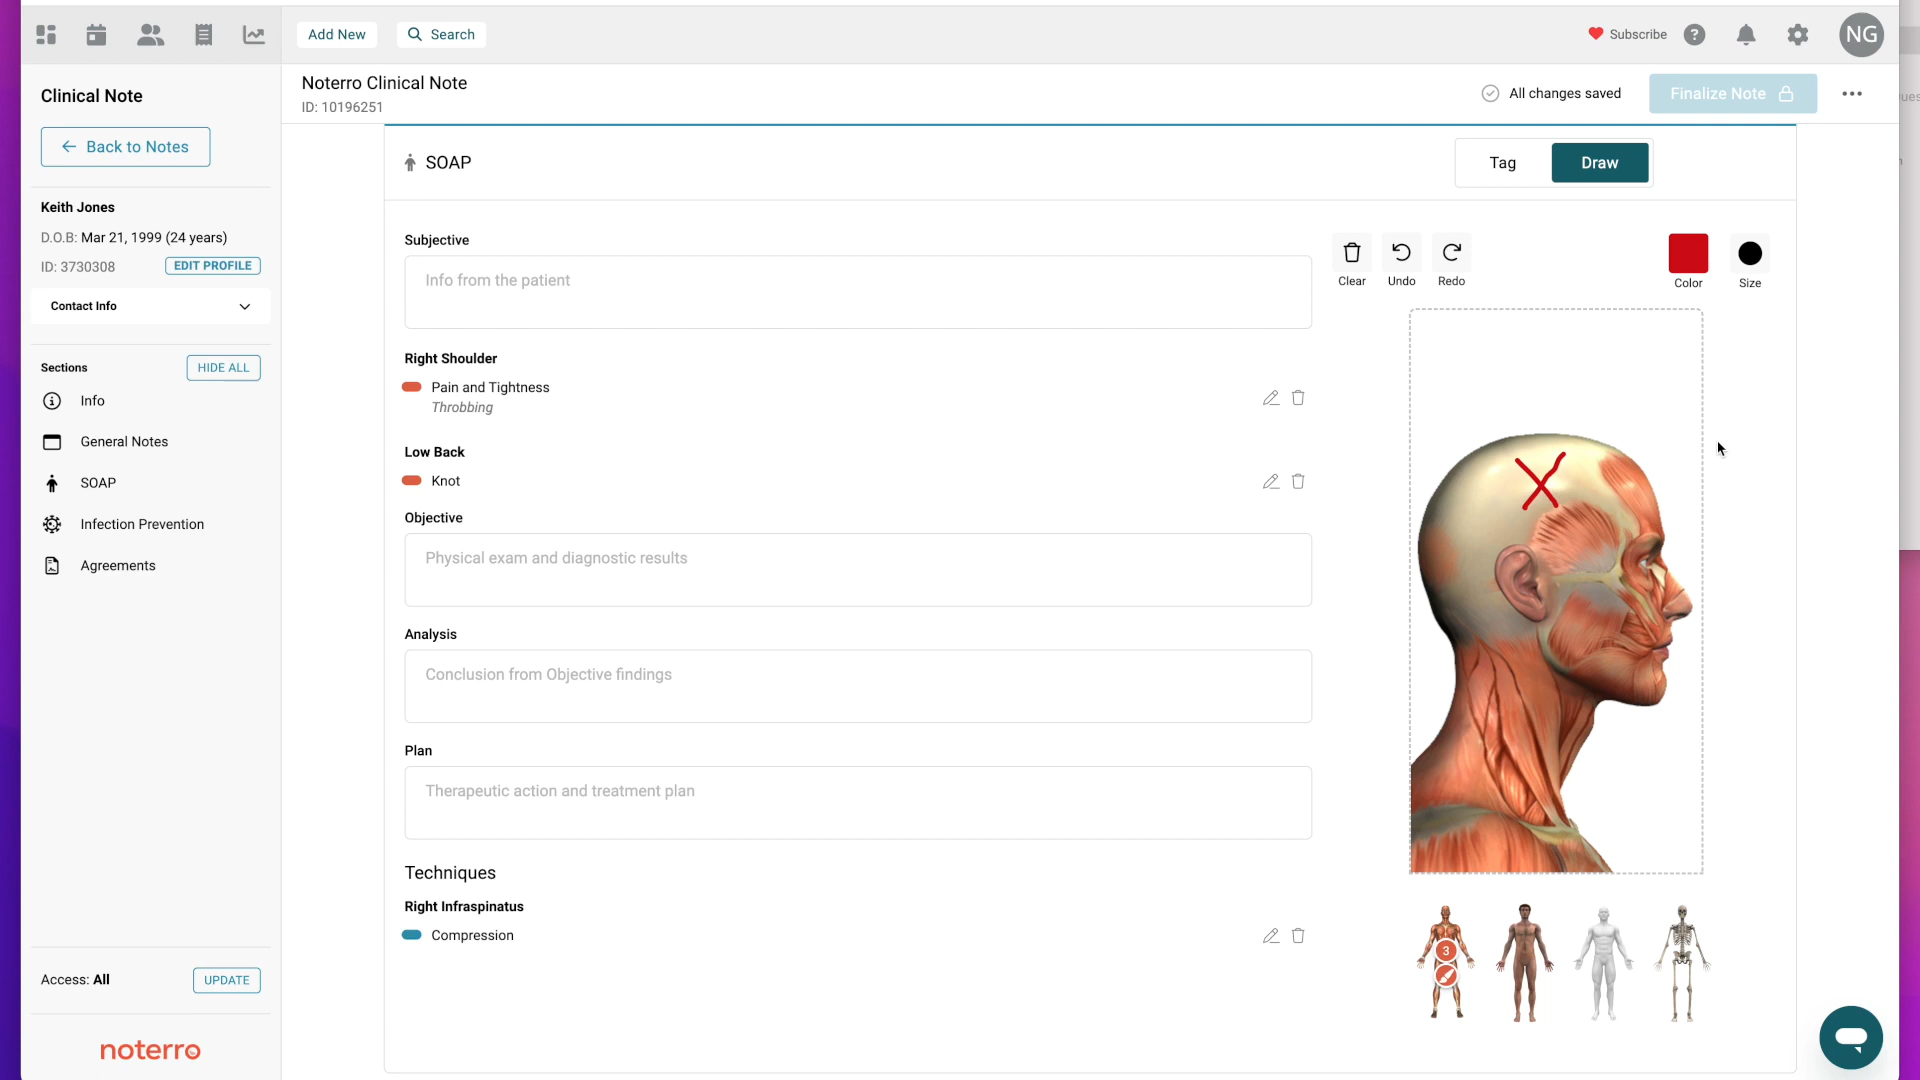 Add New
Search
Subscribe
NG
Clinical Note
Noterro Clinical Note
ID: 10196251
All changes saved
Finalize Note
Back to Notes
SOAP
Tag
Draw
Keith Jones
D.O.B: Mar 21, 1999 (24 years)
ID: 3730308
EDIT PROFILE
Contact Info
Sections
HIDE ALL
Info
General Notes
SOAP
Infection Prevention
Agreements
Access: All
UPDATE
noterro
Subjective
Info from the patient
Right Shoulder
Pain and Tightness
Throbbing
Low Back
Knot
Objective
Physical exam and diagnostic results
Analysis
Conclusion from Objective findings
Plan
Therapeutic action and treatment plan
Techniques
Right Infraspinatus
Compression
Clear
Undo
Redo
Color
Size
X
3